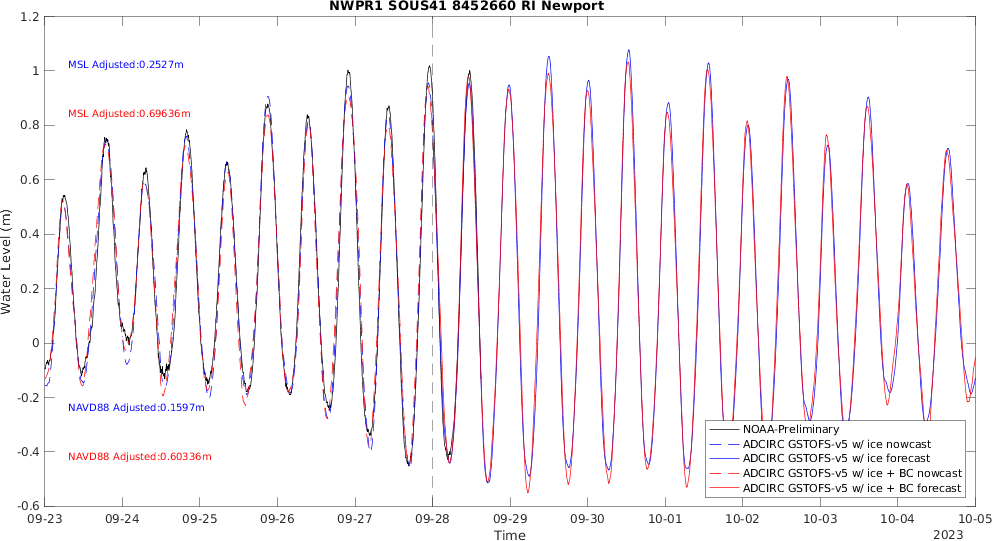 NWPR1 SOUS41 8452660 RI Newport
1.2
1
0.8
0.6
0.4
0.2
0
-0.2
-0.4
-0.6
Water Level (m)
MSL Adjusted:0.2527m
MSL Adjusted:0.69636m
NAVD88 Adjusted:0.1597m
NAVD88 Adjusted:0.60336m
NOAA-Preliminary
ADCIRC GSTOFS-v5 w/ ice nowcast
ADCIRC GSTOFS-v5 w/ ice forecast
ADCIRC GSTOFS-v5 w/ ice + BC nowcast
ADCIRC GSTOFS-v5 w/ ice + BC forecast
09-23 09-24 09-25 09-26 09-27 09-28 09-29 09-30 10-01 10-02 10-03 10-04 10-05
Time
2023